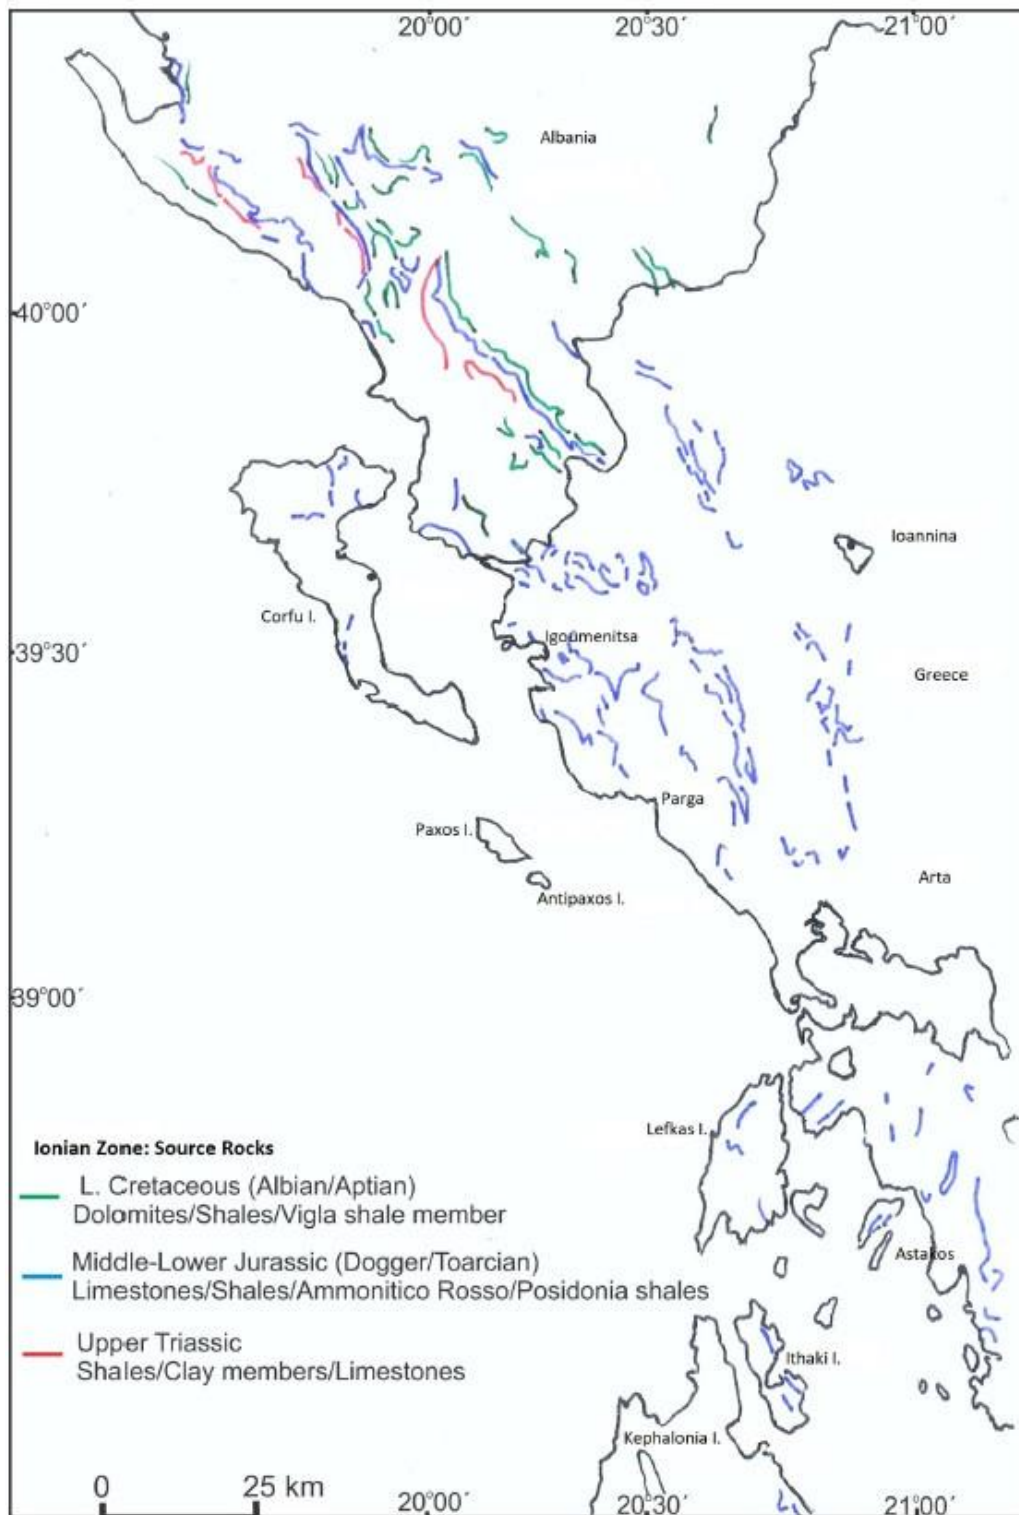 20°00´ 20°30´ 21°00´
Albania
40°00´
Ioannina
Corfu I.
Igoumenitsa
39°30´
Greece
Parga
Paxos I.
Arta
Antipaxos I.
39°00´
Lefkas I.
Ionian Zone: Source Rocks
L. Cretaceous (Albian/Aptian)
Dolomites/Shales/Vigla shale member
Astakos
Middle-Lower Jurassic (Dogger/Toarcian)
Limestones/Shales/Ammonitico Rosso/Posidonia shales
Upper Triassic
Shales/Clay members/Limestones
Ithaki I.
Kephalonia I.
0 25 km
20°00´ 20°30´ 21°00´